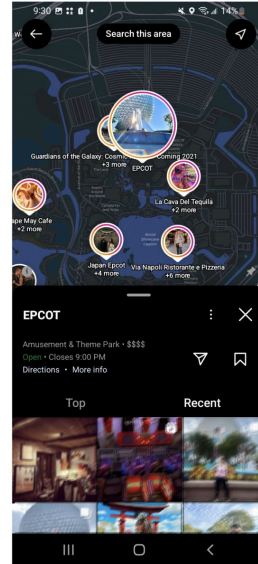 9:30
14%
Search this area
Guardians of the Galaxy: Cosmic Coming 2021
+3 more
EPCOT
La Cava Del Tequila
+2 more
ape May Cafe
+2 more
Japan Epcot
+4 more
Via Napoli Ristorante e Pizzeria
+6 more
EPCOT
Amusement & Theme Park • $$$$
Open • Closes 9:00 PM
Directions • More info
Top
Recent